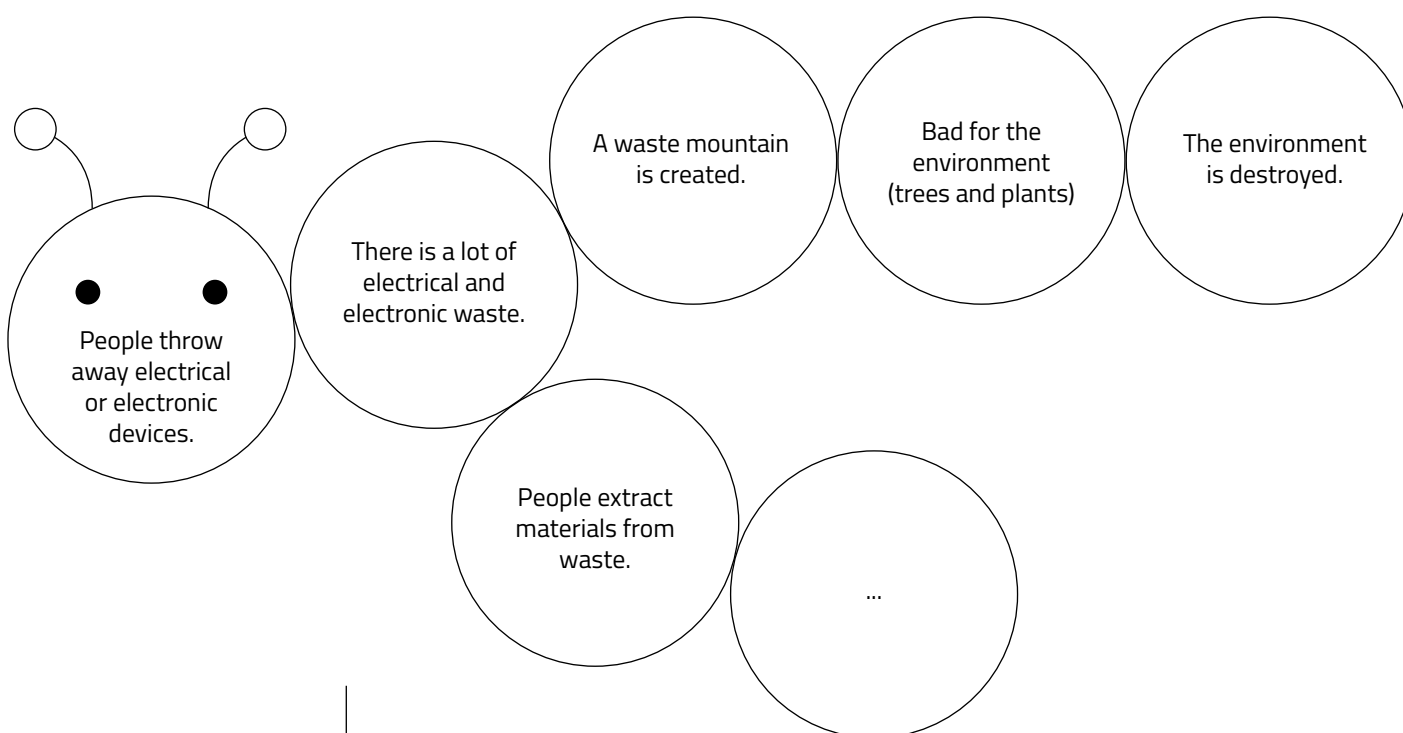 People throw
away electrical
or electronic
devices.
There is a lot of
electrical and
electronic waste.
A waste mountain
is created.
Bad for the
environment
(trees and plants)
The environment
is destroyed.
People extract
materials from
waste.
...